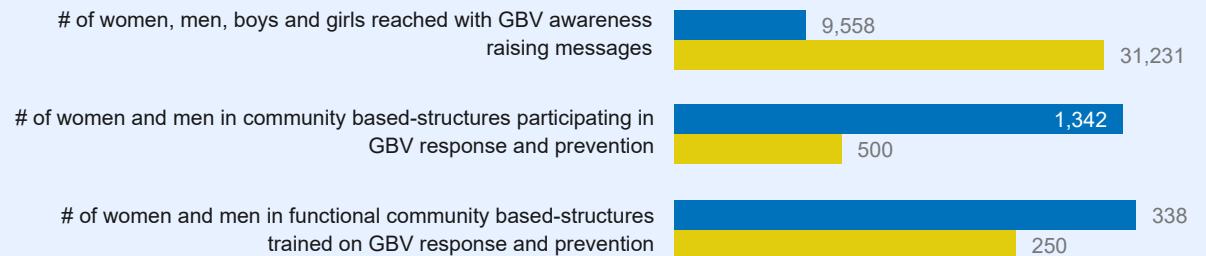 # of women, men, boys and girls reached with GBV awareness
raising messages
9,558
31,231
# of women and men in community based-structures participating in
GBV response and prevention
1,342
500
# of women and men in functional community based-structures
trained on GBV response and prevention
338
250